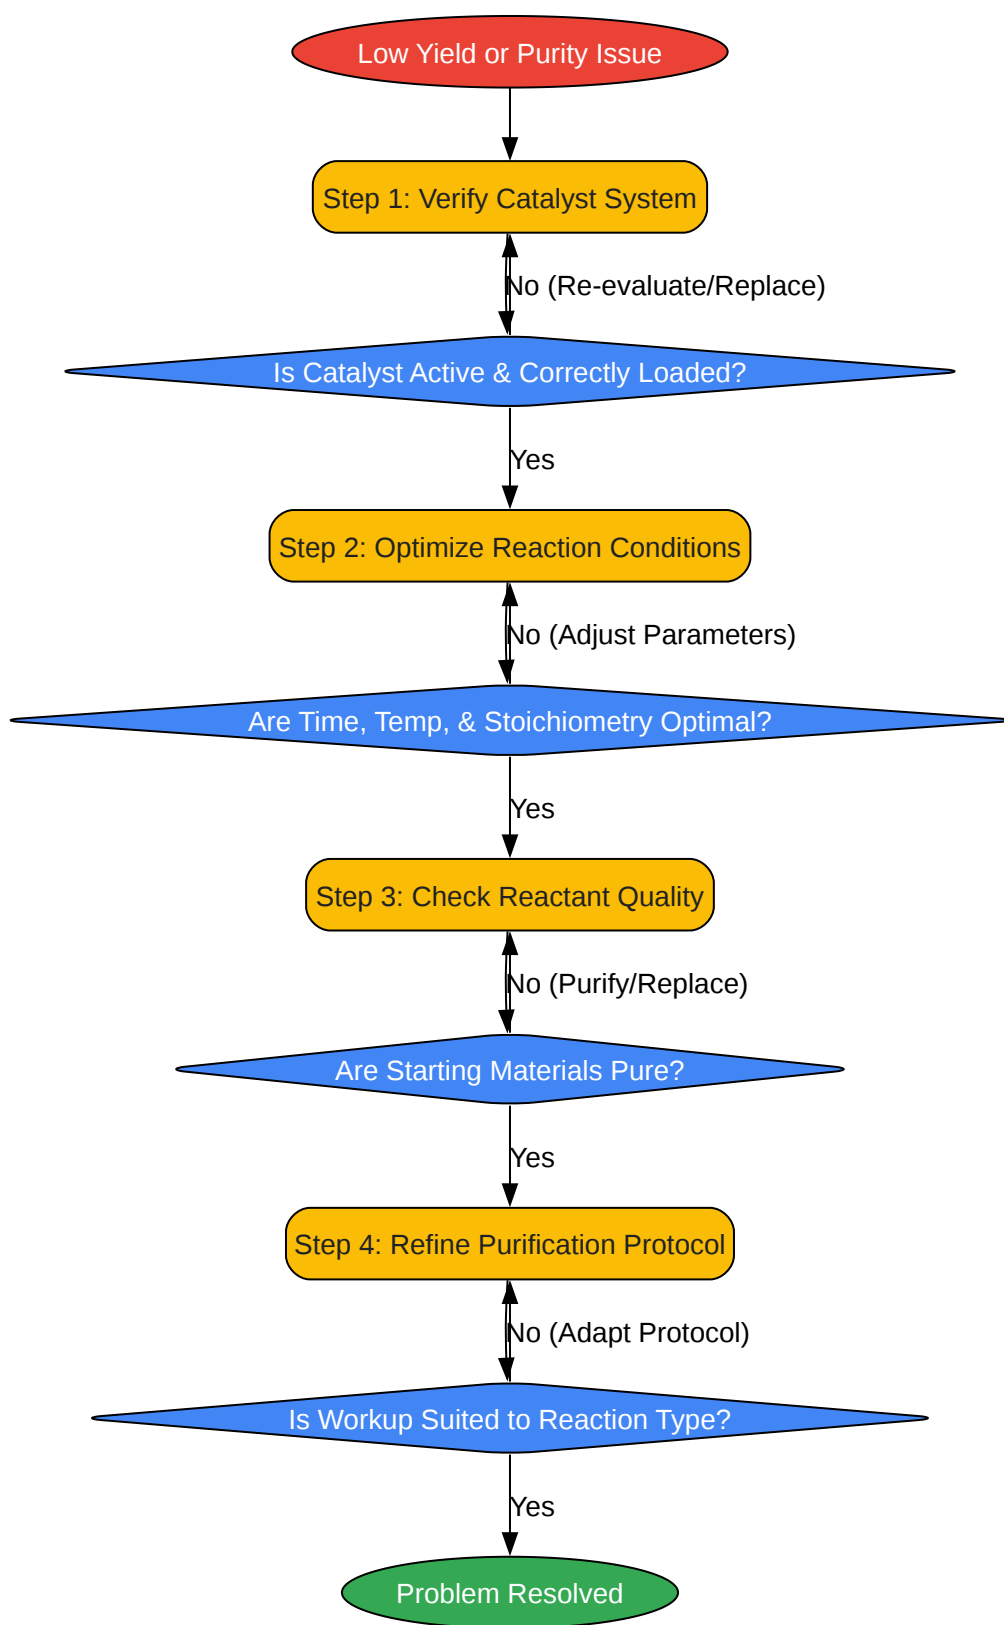 Low Yield or Purity Issue
Step 1: Verify Catalyst System
No (Re-evaluate/Replace)
Is Catalyst Active & Correctly Loaded?
Yes
Step 2: Optimize Reaction Conditions
No (Adjust Parameters)
Are Time, Temp, & Stoichiometry Optimal?
Yes
Step 3: Check Reactant Quality
No (Purify/Replace)
Are Starting Materials Pure?
Yes
Step 4: Refine Purification Protocol
No (Adapt Protocol)
Is Workup Suited to Reaction Type?
Yes
Problem Resolved